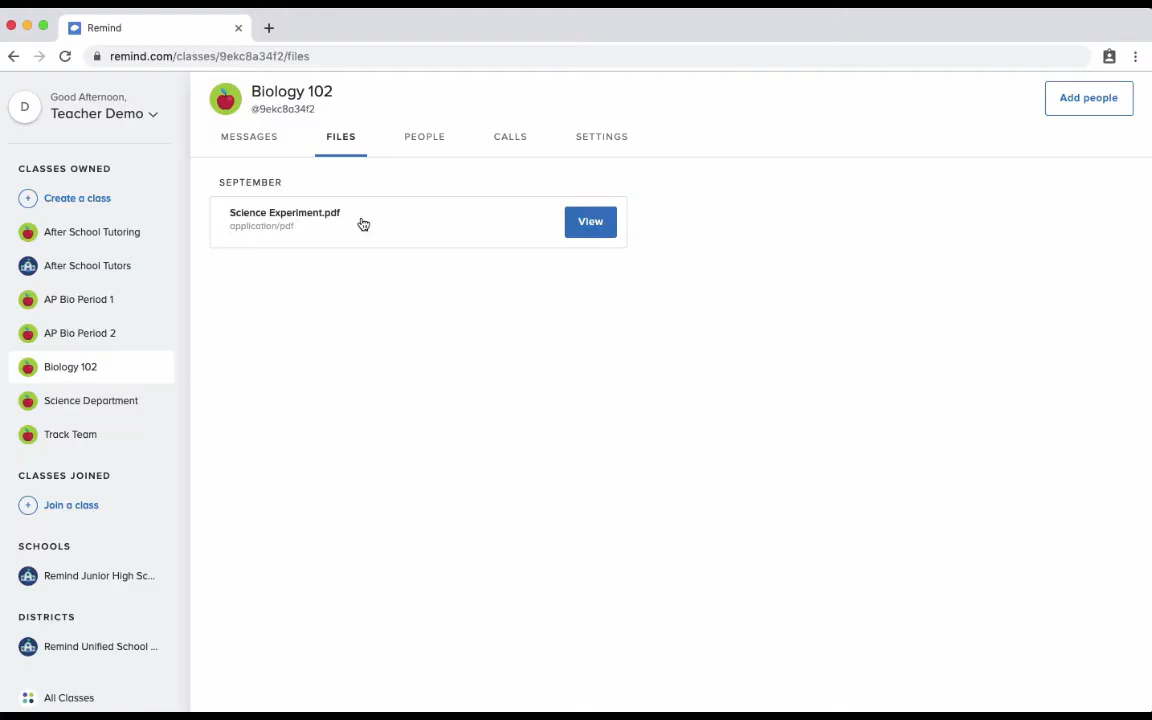 Remind
remind.com/classes/9ekc8a34f2/files
D
Good Afternoon,
Teacher Demo
CLASSES OWNED
Create a class
After School Tutoring
After School Tutors
AP Bio Period 1
AP Bio Period 2
Biology 102
Science Department
Track Team
CLASSES JOINED
Join a class
SCHOOLS
Remind Junior High Sc...
DISTRICTS
Remind Unified School ...
All Classes
Biology 102
@9ekc8a34f2
Add people
MESSAGES FILES PEOPLE CALLS SETTINGS
SEPTEMBER
Science Experiment.pdf
application/pdf
View